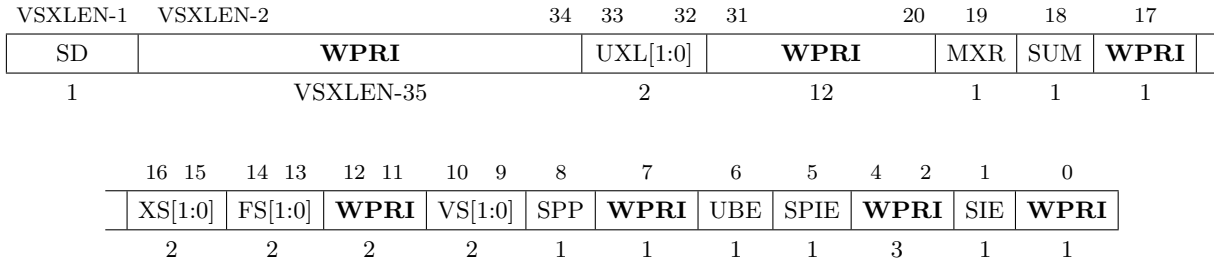 VSXLEN-1 VSXLEN-2 34 33 32 31 20 19 18 17
SD WPRI UXL[1:0] WPRI MXR SUM WPRI
1 VSXLEN-35 2 12 1 1 1
16 15 14 13 12 11 10 9 8 7 6 5 4 2 1 0
XS[1:0] FS[1:0] WPRI VS[1:0] SPP WPRI UBE SPIE WPRI SIE WPRI
2 2 2 2 1 1 1 1 3 1 1